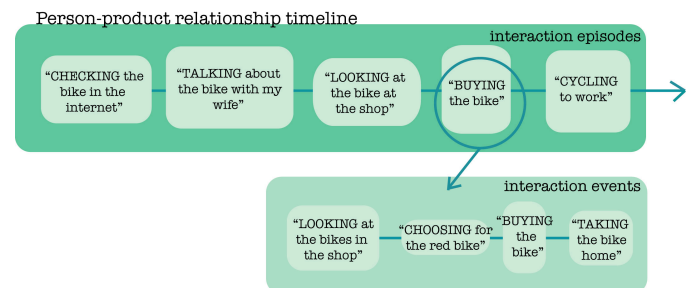 Person-product relationship timeline
interaction episodes
“CHECKING the
bike in the
internet”
“TALKING about
the bike with my
wife”
“LOOKING at
the bike at
the shop”
“BUYING
the bike”
“CYCLING
to work”
interaction events
“LOOKING at
the bikes in
the shop”
“CHOOSING for
the red bike”
“BUYING
the
bike”
“TAKING
the bike
home”